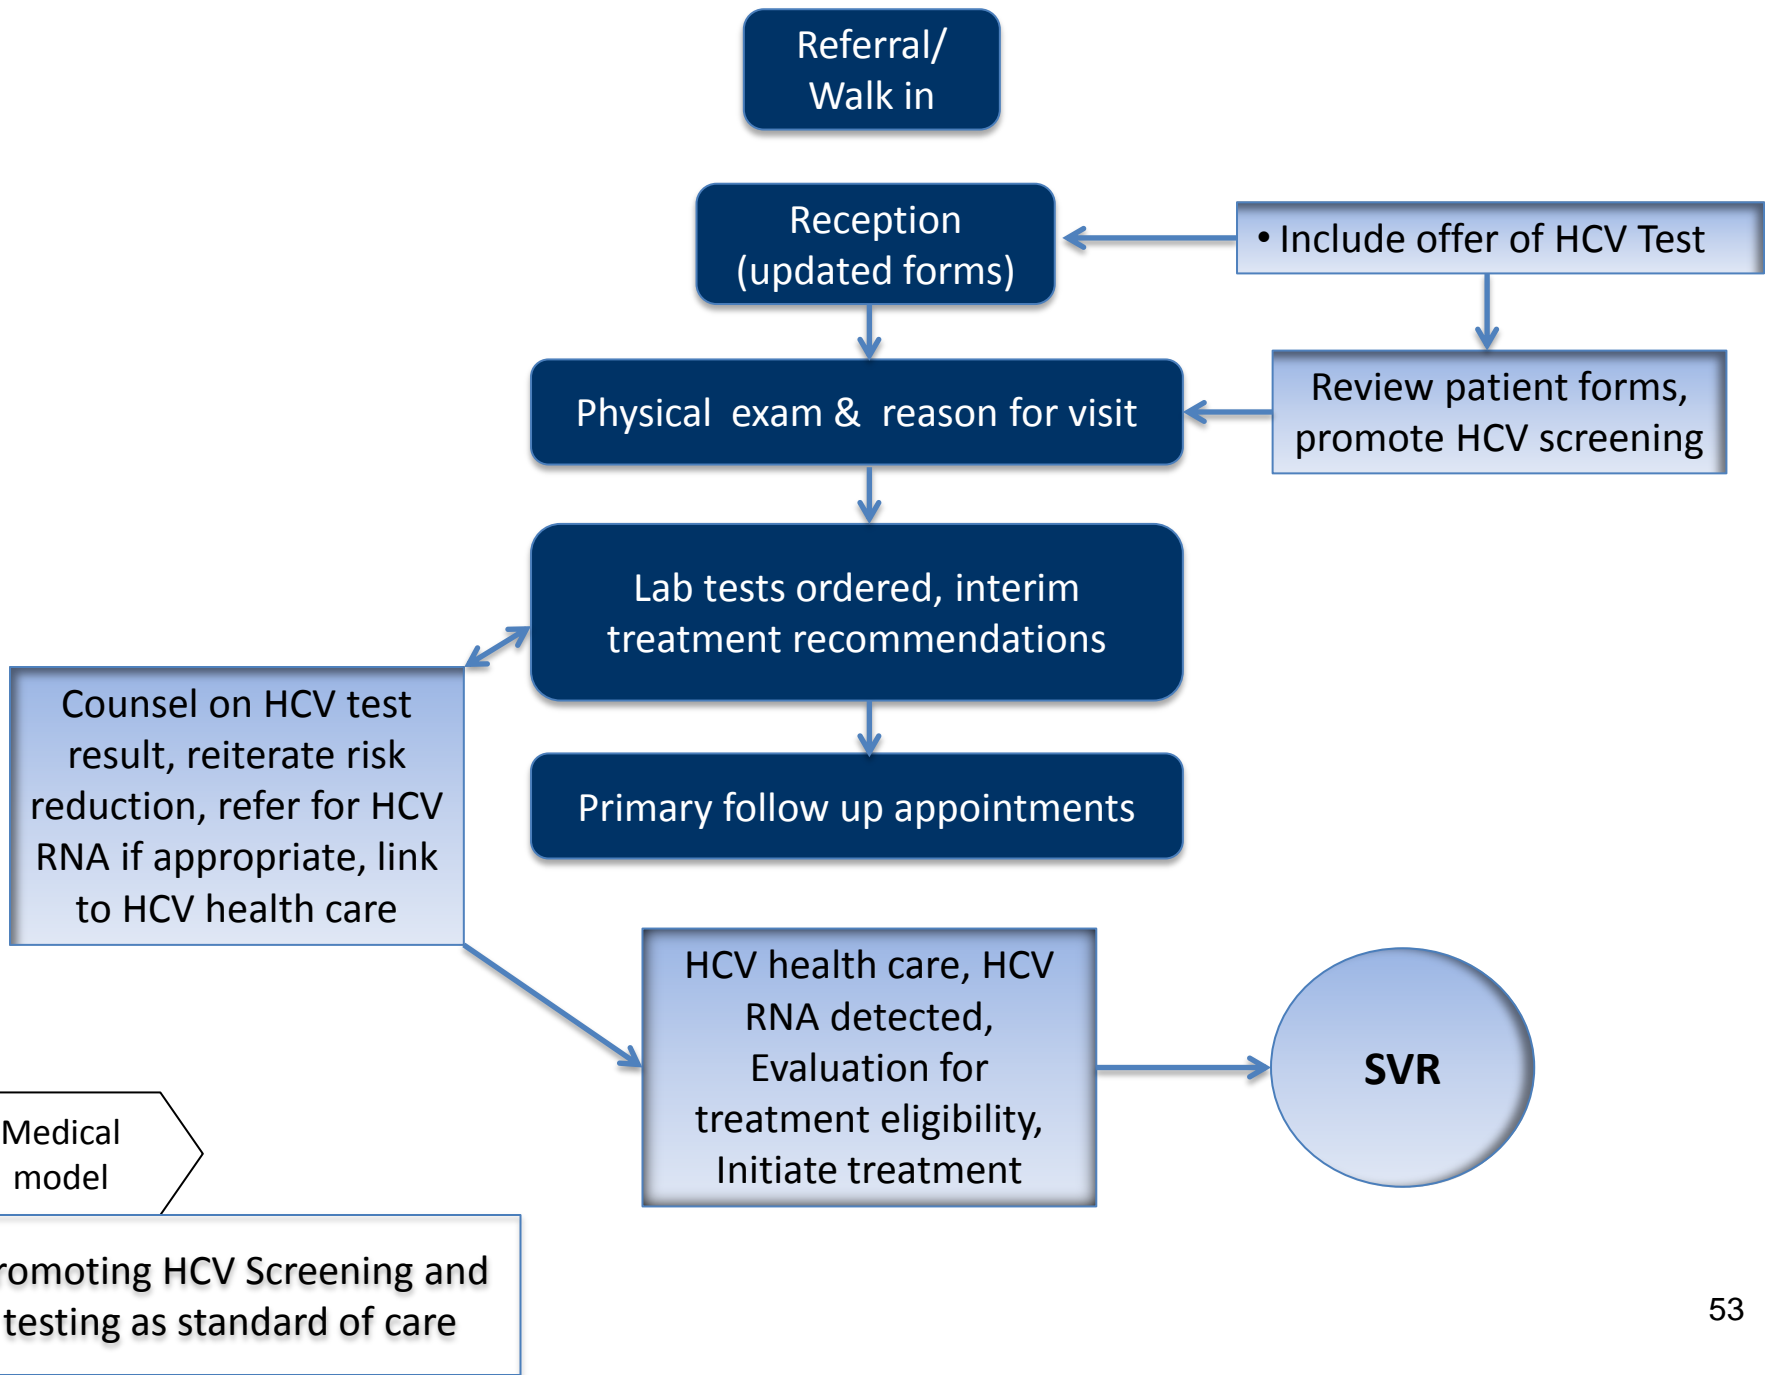 Referral/
Walk in
Reception
(updated forms)
• Include offer of HCV Test
Physical exam & reason for visit
Review patient forms,
promote HCV screening
Lab tests ordered, interim
treatment recommendations
Counsel on HCV test
result, reiterate risk
reduction, refer for HCV
RNA if appropriate, link
to HCV health care
Primary follow up appointments
HCV health care, HCV
RNA detected,
Evaluation for
treatment eligibility,
Initiate treatment
SVR
Medical
model
romoting HCV Screening and
testing as standard of care
53